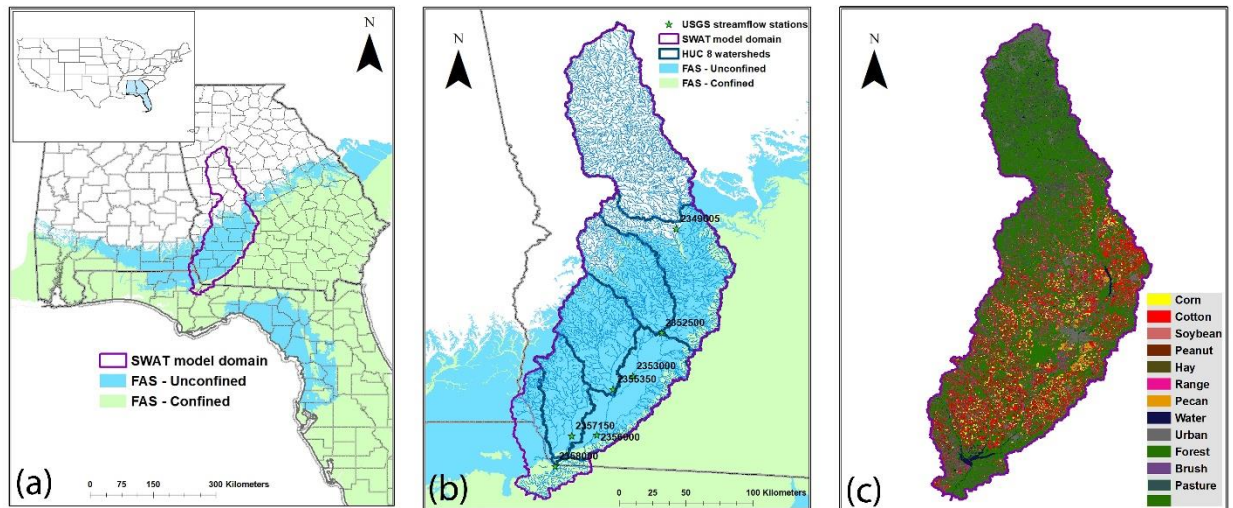 N
SWAT model domain
FAS - Unconfined
FAS - Confined
0 75 150 300 Kilometers
(a)
N
USGS streamflow stations
SWAT model domain
HUC 8 watersheds
FAS - Unconfined
FAS - Confined
2349605
2352500
2353000
2355350
2357150
2356000
2358000
0 25 50 100 Kilometers
(b)
N
Corn
Cotton
Soybean
Peanut
Hay
Range
Pecan
Water
Urban
Forest
Brush
Pasture
(c)